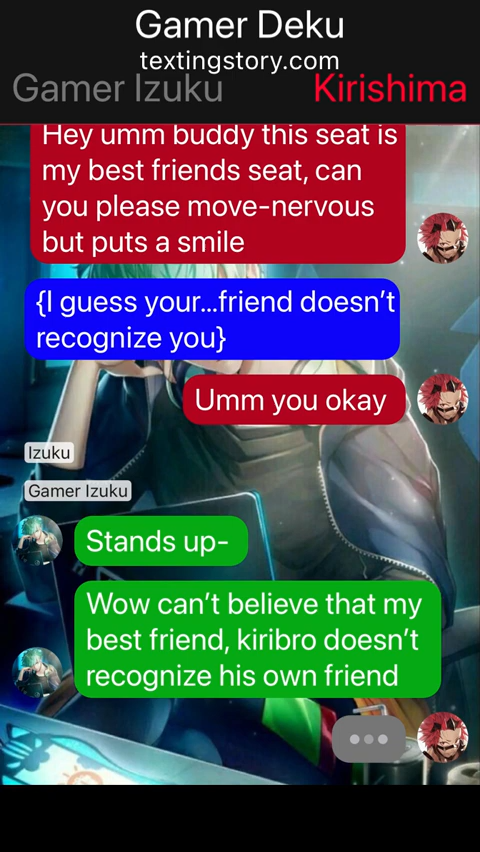 Gamer Deku
textingstory.com
Gamer Izuku
Kirishima
Hey umm buddy this seat is
my best friends seat, can
you please move-nervous
but puts a smile
{I guess your...friend doesn't
recognize you}
Umm you okay
Izuku
Gamer Izuku
Stands up-
Wow can't believe that my
best friend, kiribro doesn't
recognize his own friend